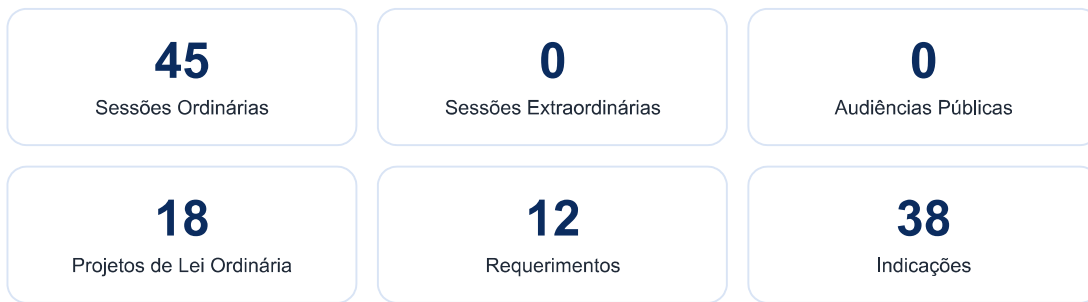 45
Sessões Ordinárias
0
Sessões Extraordinárias
0
Audiências Públicas
18
Projetos de Lei Ordinária
12
Requerimentos
38
Indicações